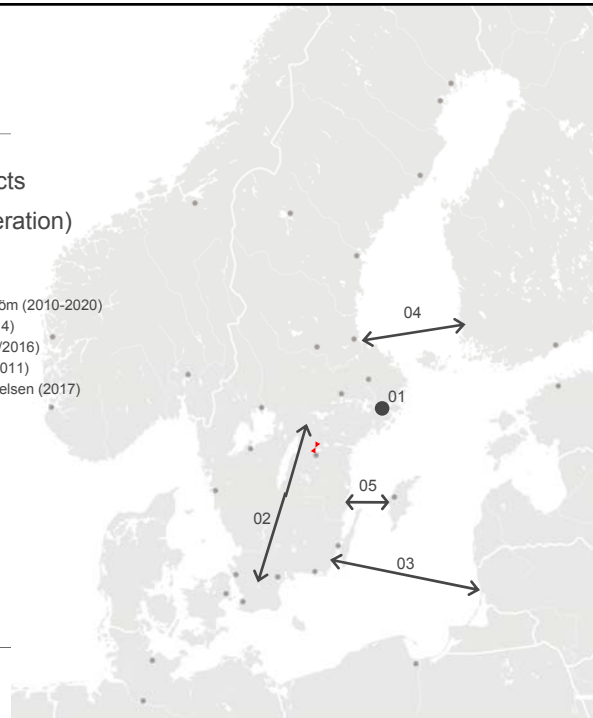 cts
eration)
öm (2010-2020)
4)
/2016)
011)
elsen (2017)
04
01
05
02
03